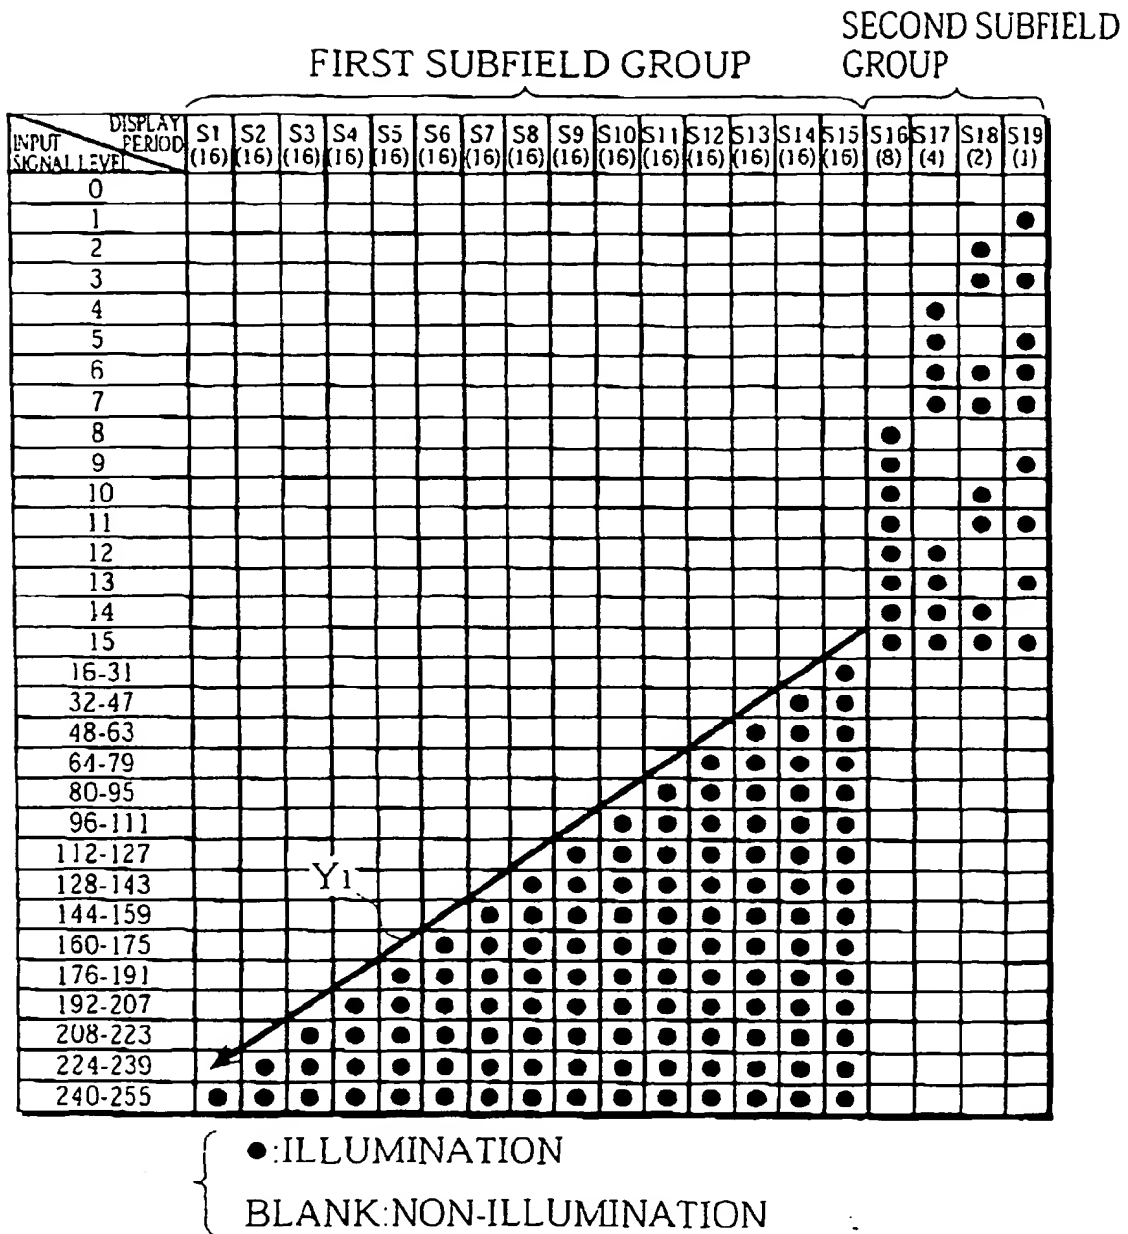 SECOND SUBFIELD
FIRST SUBFIELD GROUP GROUP
DISPLAY PERIOD
INPUT SIGNAL LEVEL
S1 S2 S3 S4 S5 S6 S7 S8 S9 S10 S11 S12 S13 S14 S15 S16 S17 S18 S19
(16) (16) (16) (16) (16) (16) (16) (16) (16) (16) (16) (16) (16) (16) (16) (8) (4) (2) (1)
0
1 ●
2 ●
3 ● ●
4 ●
5 ● ●
6 ● ● ●
7 ● ● ●
8 ●
9 ● ●
10 ● ●
11 ● ● ●
12 ● ●
13 ● ● ●
14 ● ● ●
15 ● ● ● ●
16-31 ●
32-47 ● ●
48-63 ● ● ●
64-79 ● ● ● ●
80-95 ● ● ● ● ●
96-111 ● ● ● ● ● ●
112-127 ● ● ● ● ● ● ●
Y1
128-143 ● ● ● ● ● ● ● ●
144-159 ● ● ● ● ● ● ● ● ●
160-175 ● ● ● ● ● ● ● ● ● ●
176-191 ● ● ● ● ● ● ● ● ● ● ●
192-207 ● ● ● ● ● ● ● ● ● ● ● ●
208-223 ● ● ● ● ● ● ● ● ● ● ● ● ●
224-239 ● ● ● ● ● ● ● ● ● ● ● ● ● ●
240-255 ● ● ● ● ● ● ● ● ● ● ● ● ● ● ●
●:ILLUMINATION
BLANK:NON-ILLUMINATION